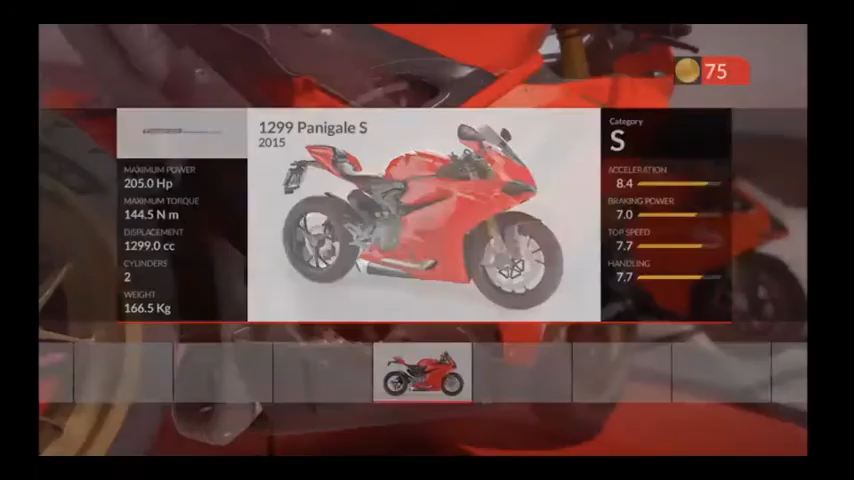 75
1299 Panigale S
2015
MAXIMUM POWER
205.0 Hp
MAXIMUM TORQUE
144.5 N m
DISPLACEMENT
1299.0 cc
CYLINDERS
2
WEIGHT
166.5 Kg
Category
S
ACCELERATION
8.4
BRAKING POWER
7.0
TOP SPEED
7.7
HANDLING
7.7